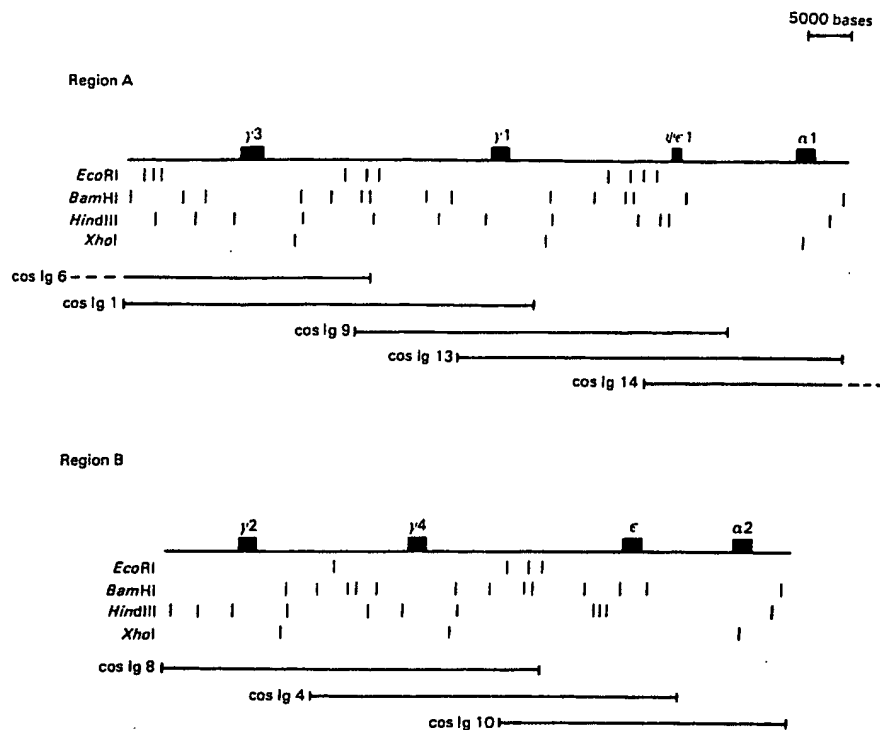 5000 bases
Region A
γ3 γ1 ψϵ1 α1
EcoRI
BamHI
HindIII
XhoI
cos Ig 6
cos Ig 1
cos Ig 9
cos Ig 13
cos Ig 14
Region B
γ2 γ4 ϵ α2
EcoRI
BamHI
HindIII
XhoI
cos Ig 8
cos Ig 4
cos Ig 10